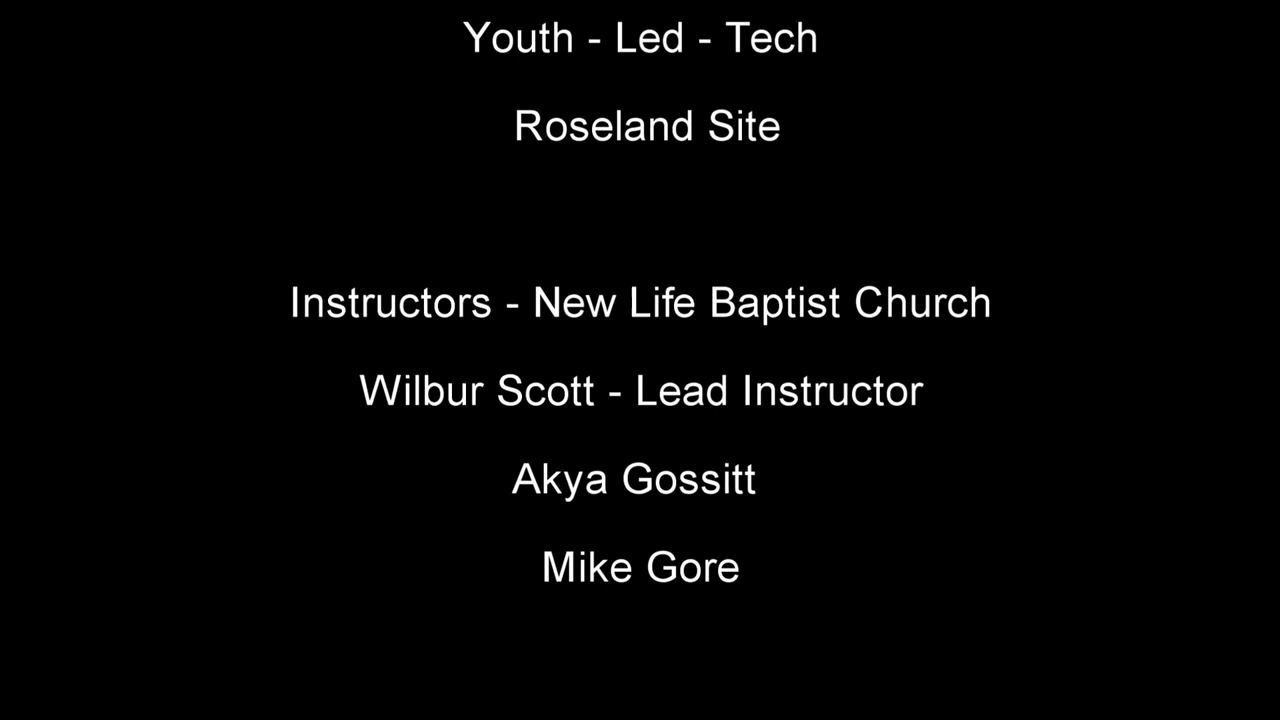 Youth - Led - Tech
Roseland Site
Instructors - New Life Baptist Church
Wilbur Scott - Lead Instructor
Akya Gossitt
Mike Gore